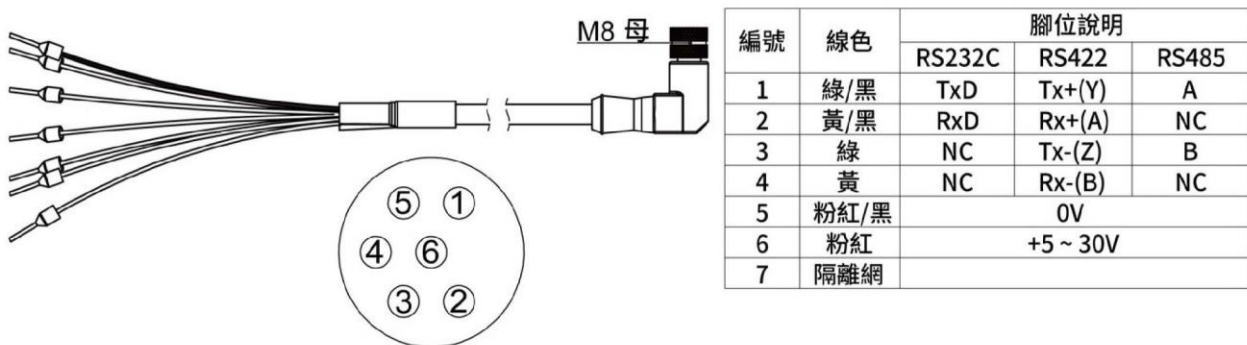 M8 母
⑤ ①
④ ⑥
③ ②
編號 線色 腳位說明
RS232C RS422 RS485
1 綠/黑 TxD Tx+(Y) A
2 黃/黑 RxD Rx+(A) NC
3 綠 NC Tx-(Z) B
4 黃 NC Rx-(B) NC
5 粉紅/黑 0V
6 粉紅 +5 ~ 30V
7 隔離網